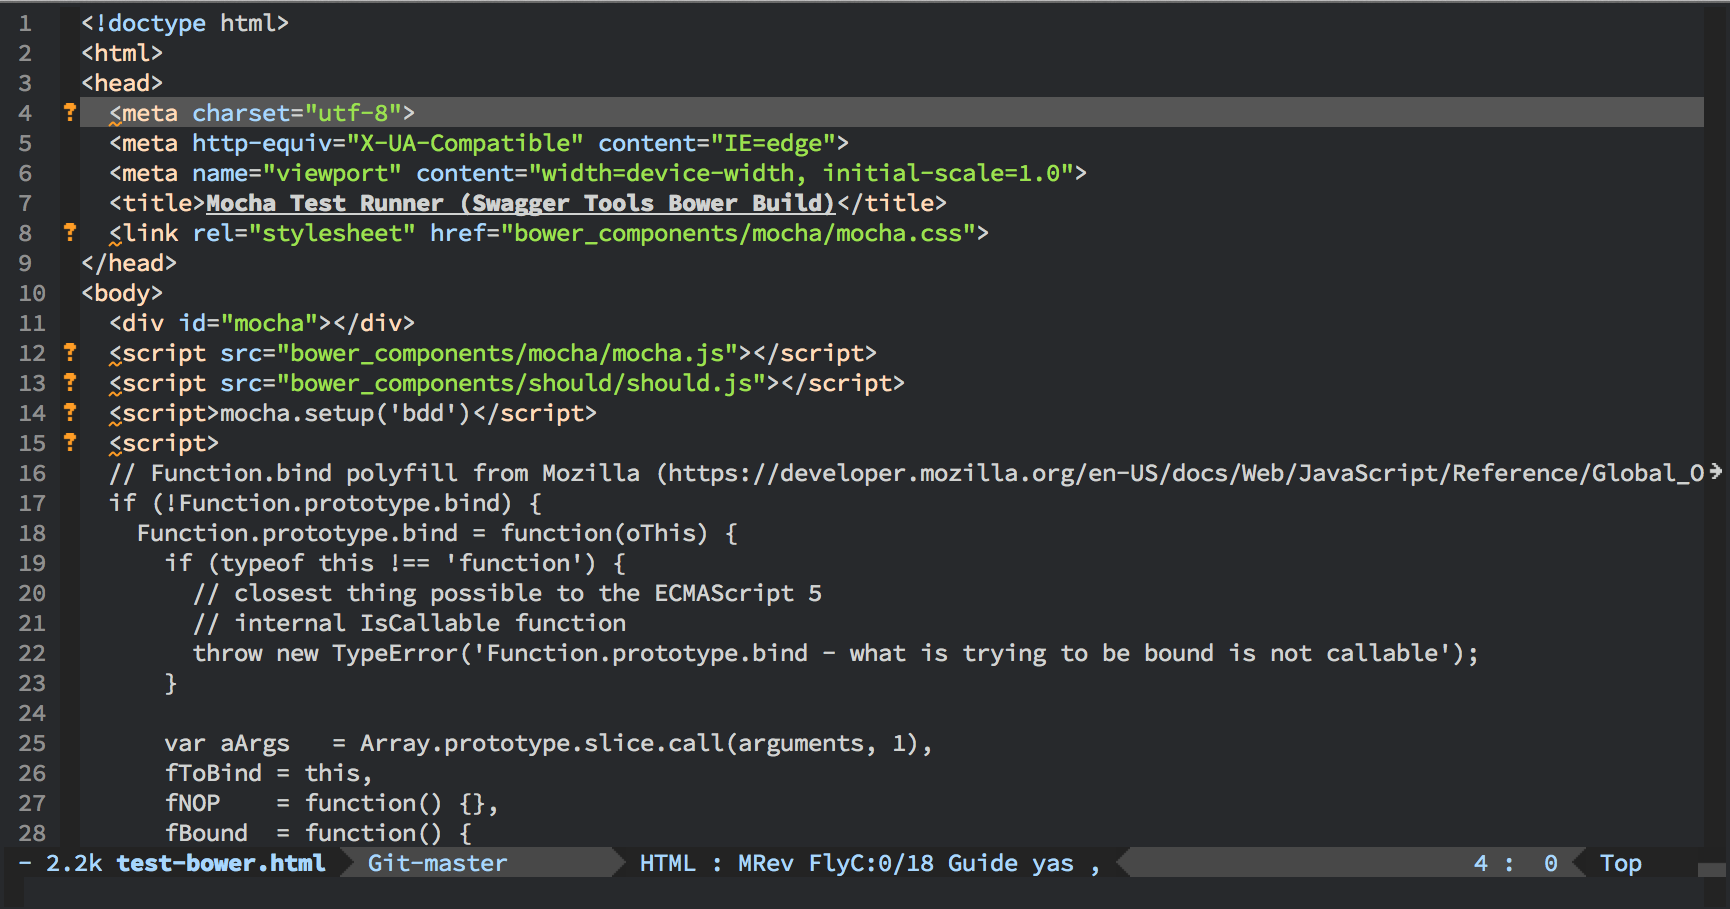 1 <!doctype html>
2 <html>
3 <head>
4 ? <meta charset="utf-8">
5 <meta http-equiv="X-UA-Compatible" content="IE=edge">
6 <meta name="viewport" content="width=device-width, initial-scale=1.0">
7 <title>Mocha Test Runner (Swagger Tools Bower Build)</title>
8 ? <link rel="stylesheet" href="bower_components/mocha/mocha.css">
9 </head>
10 <body>
11 <div id="mocha"></div>
12 ? <script src="bower_components/mocha/mocha.js"></script>
13 ? <script src="bower_components/should/should.js"></script>
14 ? <script>mocha.setup('bdd')</script>
15 ? <script>
16 // Function.bind polyfill from Mozilla (https://developer.mozilla.org/en-US/docs/Web/JavaScript/Reference/Global_O→
17 if (!Function.prototype.bind) {
18 Function.prototype.bind = function(oThis) {
19 if (typeof this !== 'function') {
20 // closest thing possible to the ECMAScript 5
21 // internal IsCallable function
22 throw new TypeError('Function.prototype.bind - what is trying to be bound is not callable');
23 }
24
25 var aArgs   = Array.prototype.slice.call(arguments, 1),
26 fToBind = this,
27 fNOP    = function() {},
28 fBound  = function() {
- 2.2k test-bower.html Git-master HTML : MRev FlyC:0/18 Guide yas , 4 : 0 Top